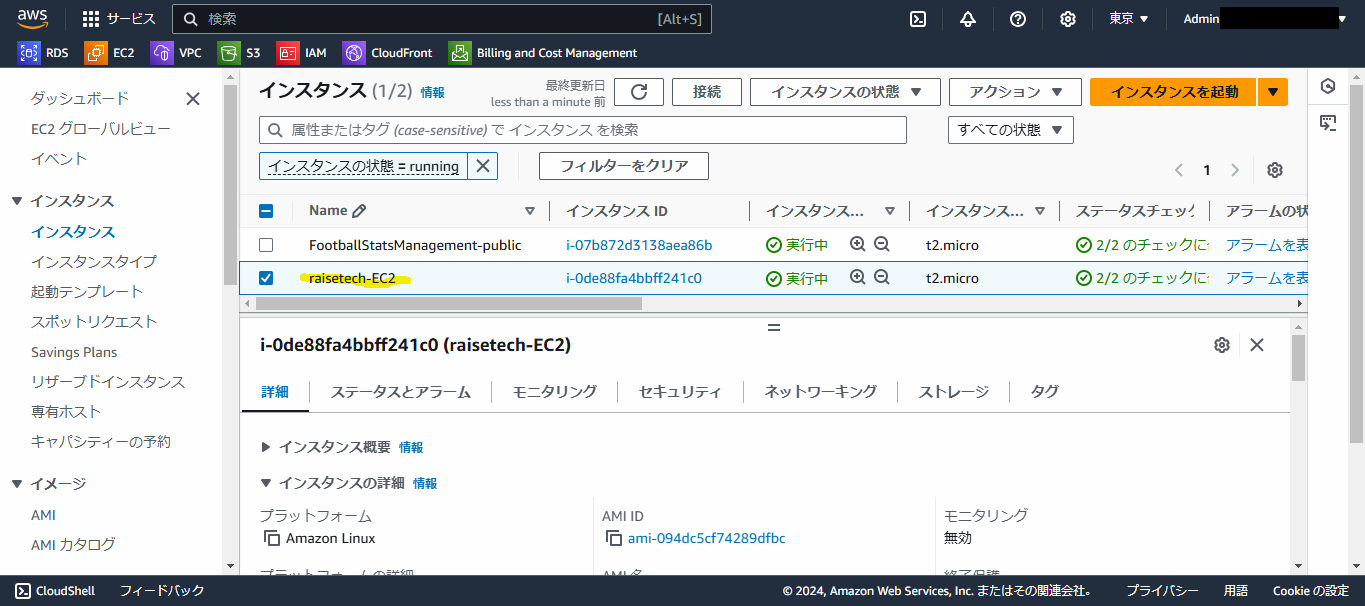 aws サービス 検索 [Alt+S] 東京 Admin
RDS EC2 VPC S3 IAM CloudFront Billing and Cost Management
ダッシュボード
EC2 グローバルビュー
イベント
インスタンス
インスタンス
インスタンスタイプ
起動テンプレート
スポットリクエスト
Savings Plans
リザーブドインスタンス
専有ホスト
キャパシティーの予約
イメージ
AMI
AMI カタログ
インスタンス (1/2) 情報
最終更新日
less than a minute 前
接続 インスタンスの状態 アクション インスタンスを起動
属性またはタグ (case-sensitive) で インスタンス を検索 すべての状態
インスタンスの状態 = running フィルターをクリア 1
Name インスタンス ID インスタンス... インスタンス... ステータスチェック アラームの状
FootballStatsManagement-public i-07b872d3138aea86b 実行中 t2.micro 2/2 のチェックに アラームを表
raisetech-EC2 i-0de88fa4bbff241c0 実行中 t2.micro 2/2 のチェックに アラームを表
i-0de88fa4bbff241c0 (raisetech-EC2)
詳細 ステータスとアラーム モニタリング セキュリティ ネットワーキング ストレージ タグ
インスタンス概要 情報
インスタンスの詳細 情報
プラットフォーム AMI ID モニタリング
Amazon Linux ami-094dc5cf74289dfbc 無効
CloudShell フィードバック © 2024, Amazon Web Services, Inc. またはその関連会社。 プライバシー 用語 Cookie の設定